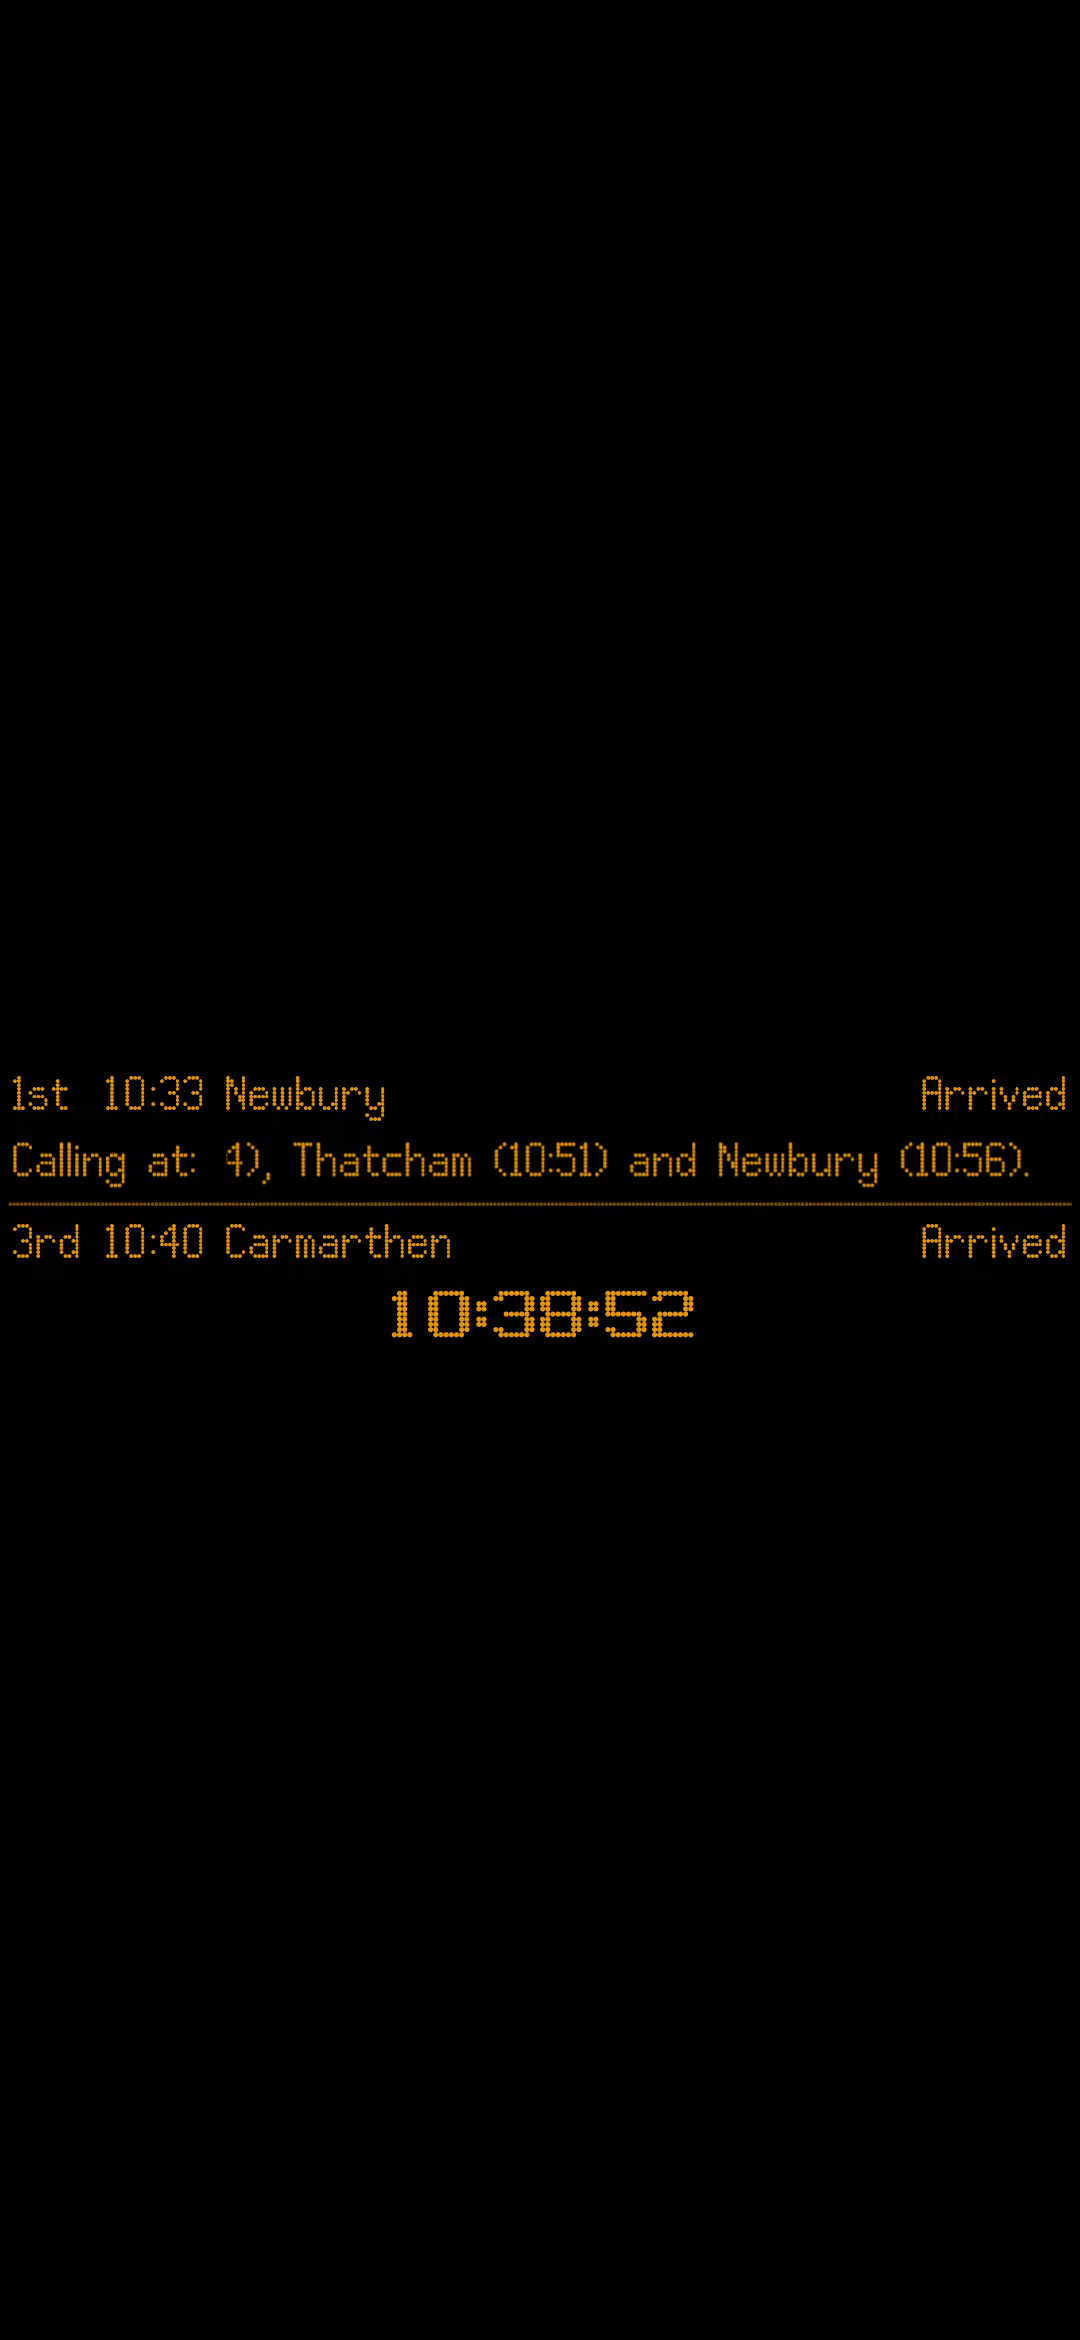 1st 10:33 Newbury Arrived
Calling at: 4), Thatcham (10:51) and Newbury (10:56).
3rd 10:40 Carmarthen Arrived
10:38:52